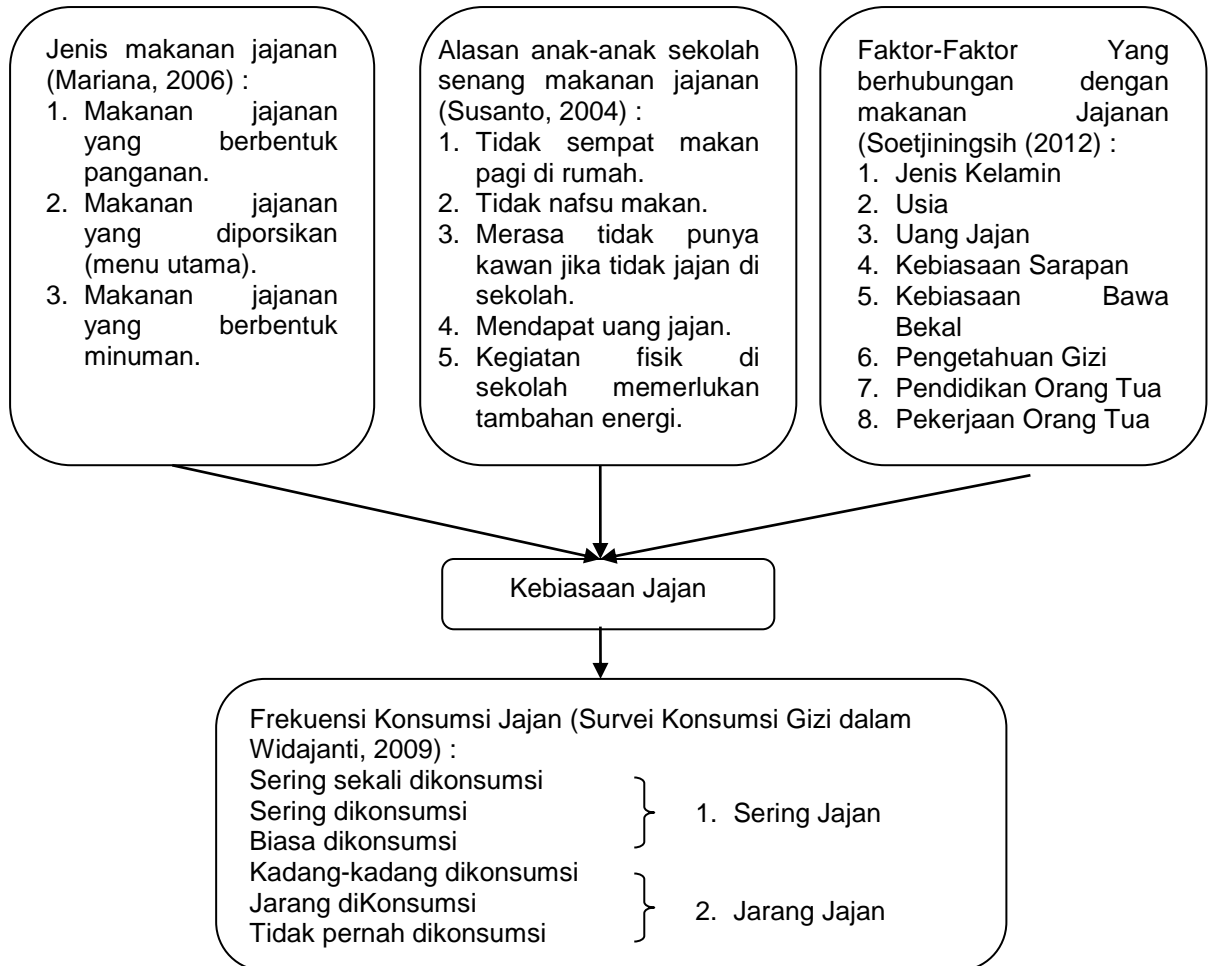 Jenis makanan jajanan
(Mariana, 2006) :
1. Makanan jajanan
yang berbentuk
panganan.
2. Makanan jajanan
yang diporsikan
(menu utama).
3. Makanan jajanan
yang berbentuk
minuman.
Alasan anak-anak sekolah
senang makanan jajanan
(Susanto, 2004) :
1. Tidak sempat makan
pagi di rumah.
2. Tidak nafsu makan.
3. Merasa tidak punya
kawan jika tidak jajan di
sekolah.
4. Mendapat uang jajan.
5. Kegiatan fisik di
sekolah memerlukan
tambahan energi.
Faktor-Faktor Yang
berhubungan dengan
makanan Jajanan
(Soetjiningsih (2012) :
1. Jenis Kelamin
2. Usia
3. Uang Jajan
4. Kebiasaan Sarapan
5. Kebiasaan Bawa
Bekal
6. Pengetahuan Gizi
7. Pendidikan Orang Tua
8. Pekerjaan Orang Tua
Kebiasaan Jajan
Frekuensi Konsumsi Jajan (Survei Konsumsi Gizi dalam
Widajanti, 2009) :
Sering sekali dikonsumsi
Sering dikonsumsi
Biasa dikonsumsi
1. Sering Jajan
Kadang-kadang dikonsumsi
Jarang diKonsumsi
Tidak pernah dikonsumsi
2. Jarang Jajan